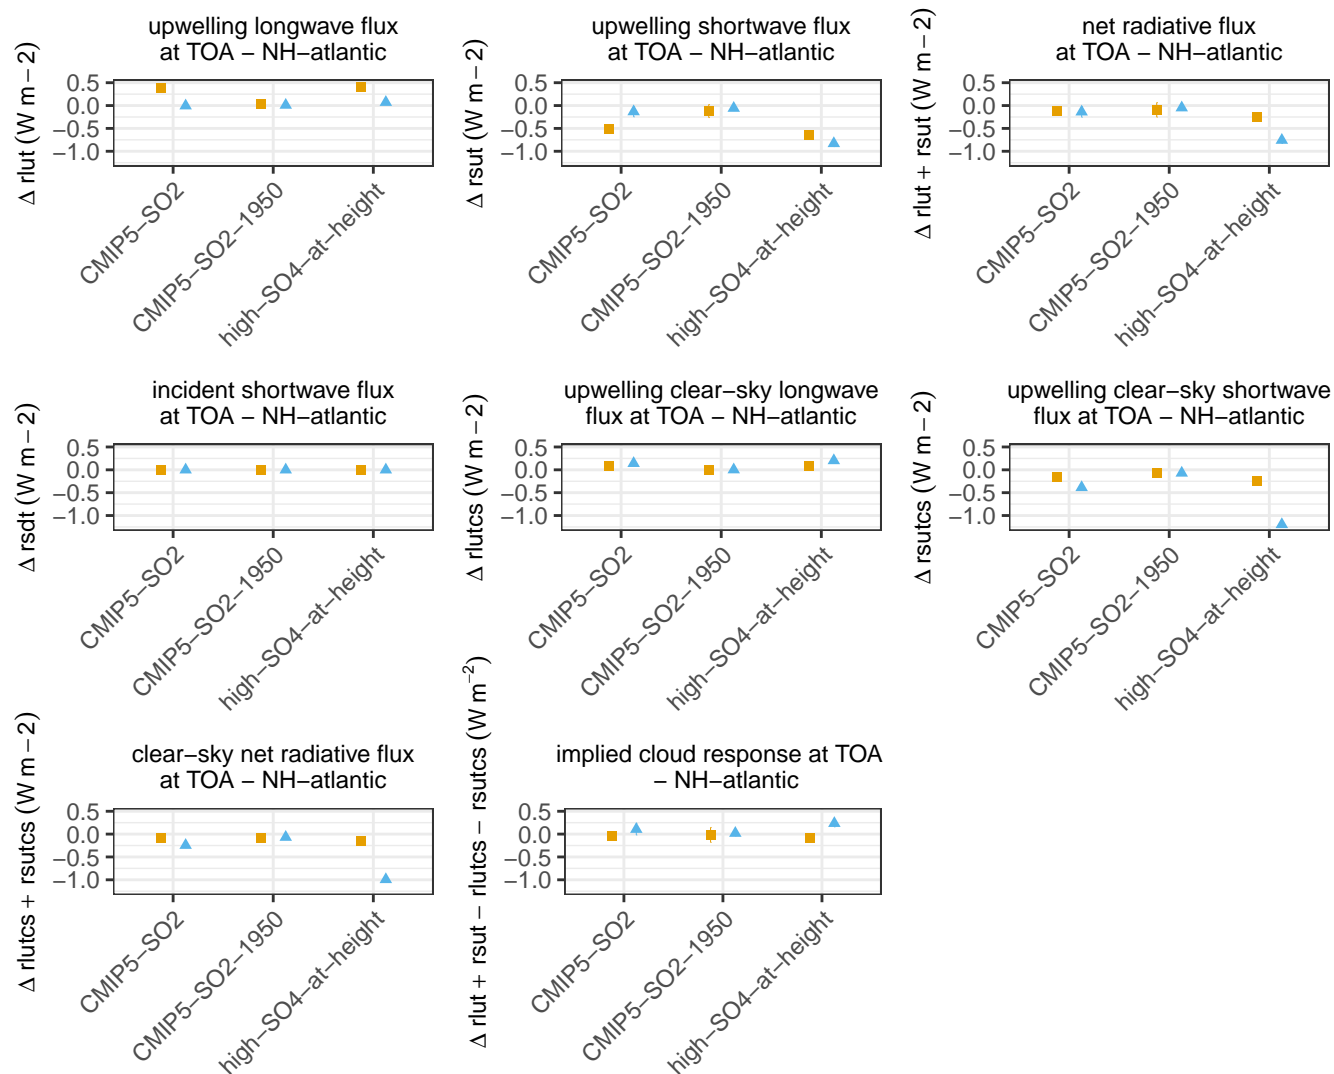 upwelling longwave flux
at TOA − NH−atlantic
Δ rlut (W m−2)
0.5
0.0
−0.5
−1.0
CMIP5−SO2
CMIP5−SO2−1950
high−SO4−at−height
upwelling shortwave flux
at TOA − NH−atlantic
Δ rsut (W m−2)
0.5
0.0
−0.5
−1.0
CMIP5−SO2
CMIP5−SO2−1950
high−SO4−at−height
net radiative flux
at TOA − NH−atlantic
Δ rlut + rsut (W m−2)
0.5
0.0
−0.5
−1.0
CMIP5−SO2
CMIP5−SO2−1950
high−SO4−at−height
incident shortwave flux
at TOA − NH−atlantic
Δ rsdt (W m−2)
0.5
0.0
−0.5
−1.0
CMIP5−SO2
CMIP5−SO2−1950
high−SO4−at−height
upwelling clear−sky longwave
flux at TOA − NH−atlantic
Δ rlutcs (W m−2)
0.5
0.0
−0.5
−1.0
CMIP5−SO2
CMIP5−SO2−1950
high−SO4−at−height
upwelling clear−sky shortwave
flux at TOA − NH−atlantic
Δ rsutcs (W m−2)
0.5
0.0
−0.5
−1.0
CMIP5−SO2
CMIP5−SO2−1950
high−SO4−at−height
clear−sky net radiative flux
at TOA − NH−atlantic
Δ rlutcs + rsutcs (W m−2)
0.5
0.0
−0.5
−1.0
CMIP5−SO2
CMIP5−SO2−1950
high−SO4−at−height
implied cloud response at TOA
− NH−atlantic
Δ rlut + rsut − rlutcs − rsutcs (W m⁻²)
0.5
0.0
−0.5
−1.0
CMIP5−SO2
CMIP5−SO2−1950
high−SO4−at−height